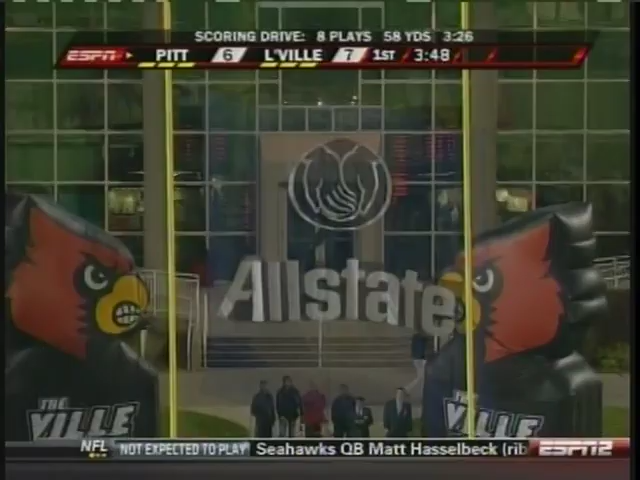 SCORING DRIVE: 8 PLAYS 58 YDS 3:26
ESPN PITT 6 L'VILLE 7 1ST 3:48
Allstate
THE VILLE
THE VILLE
NFL NOT EXPECTED TO PLAY Seahawks QB Matt Hasselbeck (rib ESPN2